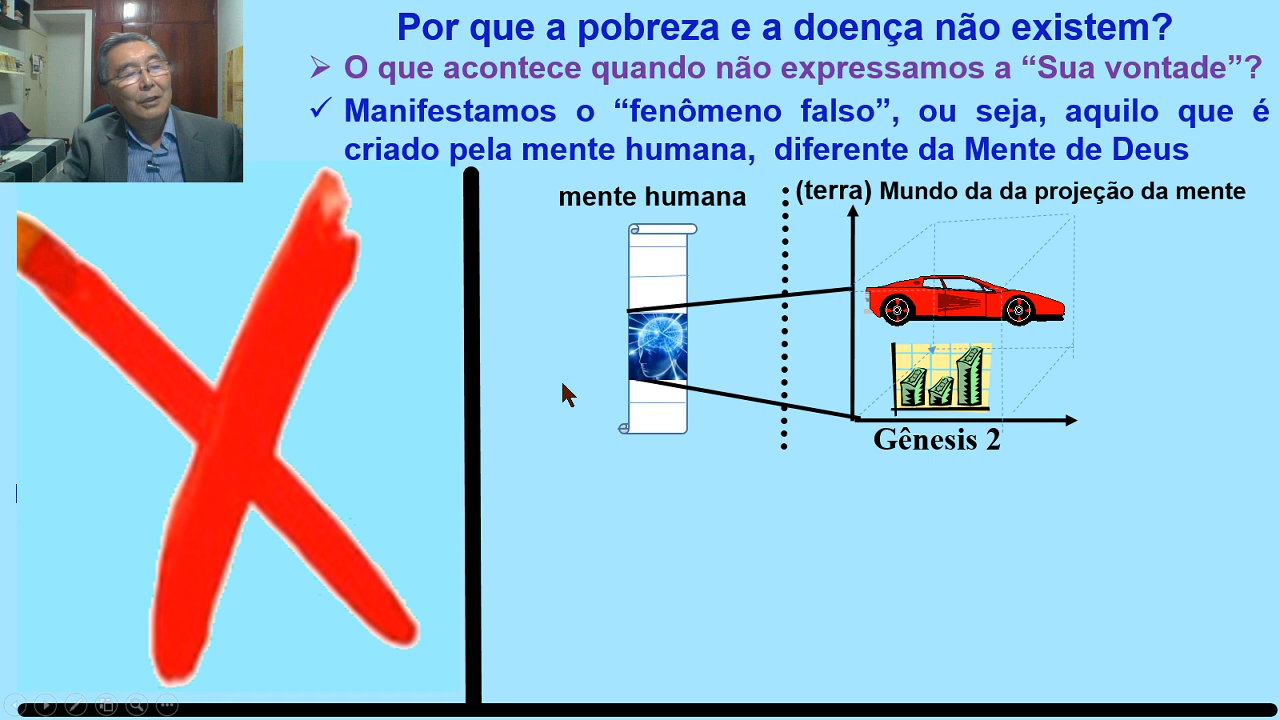 Por que a pobreza e a doença não existem?
O que acontece quando não expressamos a “Sua vontade”?
Manifestamos o “fenômeno falso”, ou seja, aquilo que é
criado pela mente humana, diferente da Mente de Deus
mente humana
(terra) Mundo da da projeção da mente
Gênesis 2